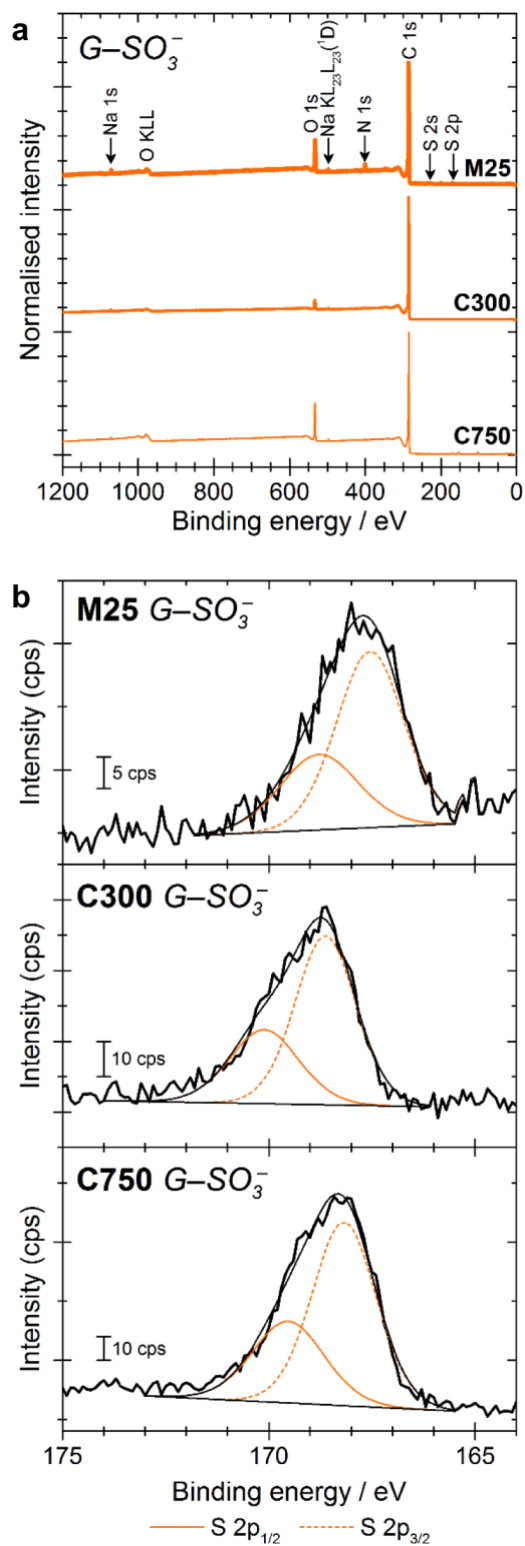 a
G–SO₃⁻
Na 1s
O KLL
O 1s
Na KL₂₃L₂₃(¹D)
N 1s
C 1s
S 2s
S 2p
M25
C300
C750
Normalised intensity
1200 1000 800 600 400 200 0
Binding energy / eV
b
M25 G–SO₃⁻
Intensity (cps)
5 cps
C300 G–SO₃⁻
Intensity (cps)
10 cps
C750 G–SO₃⁻
Intensity (cps)
10 cps
175 170 165
Binding energy / eV
S 2p₁/₂ S 2p₃/₂